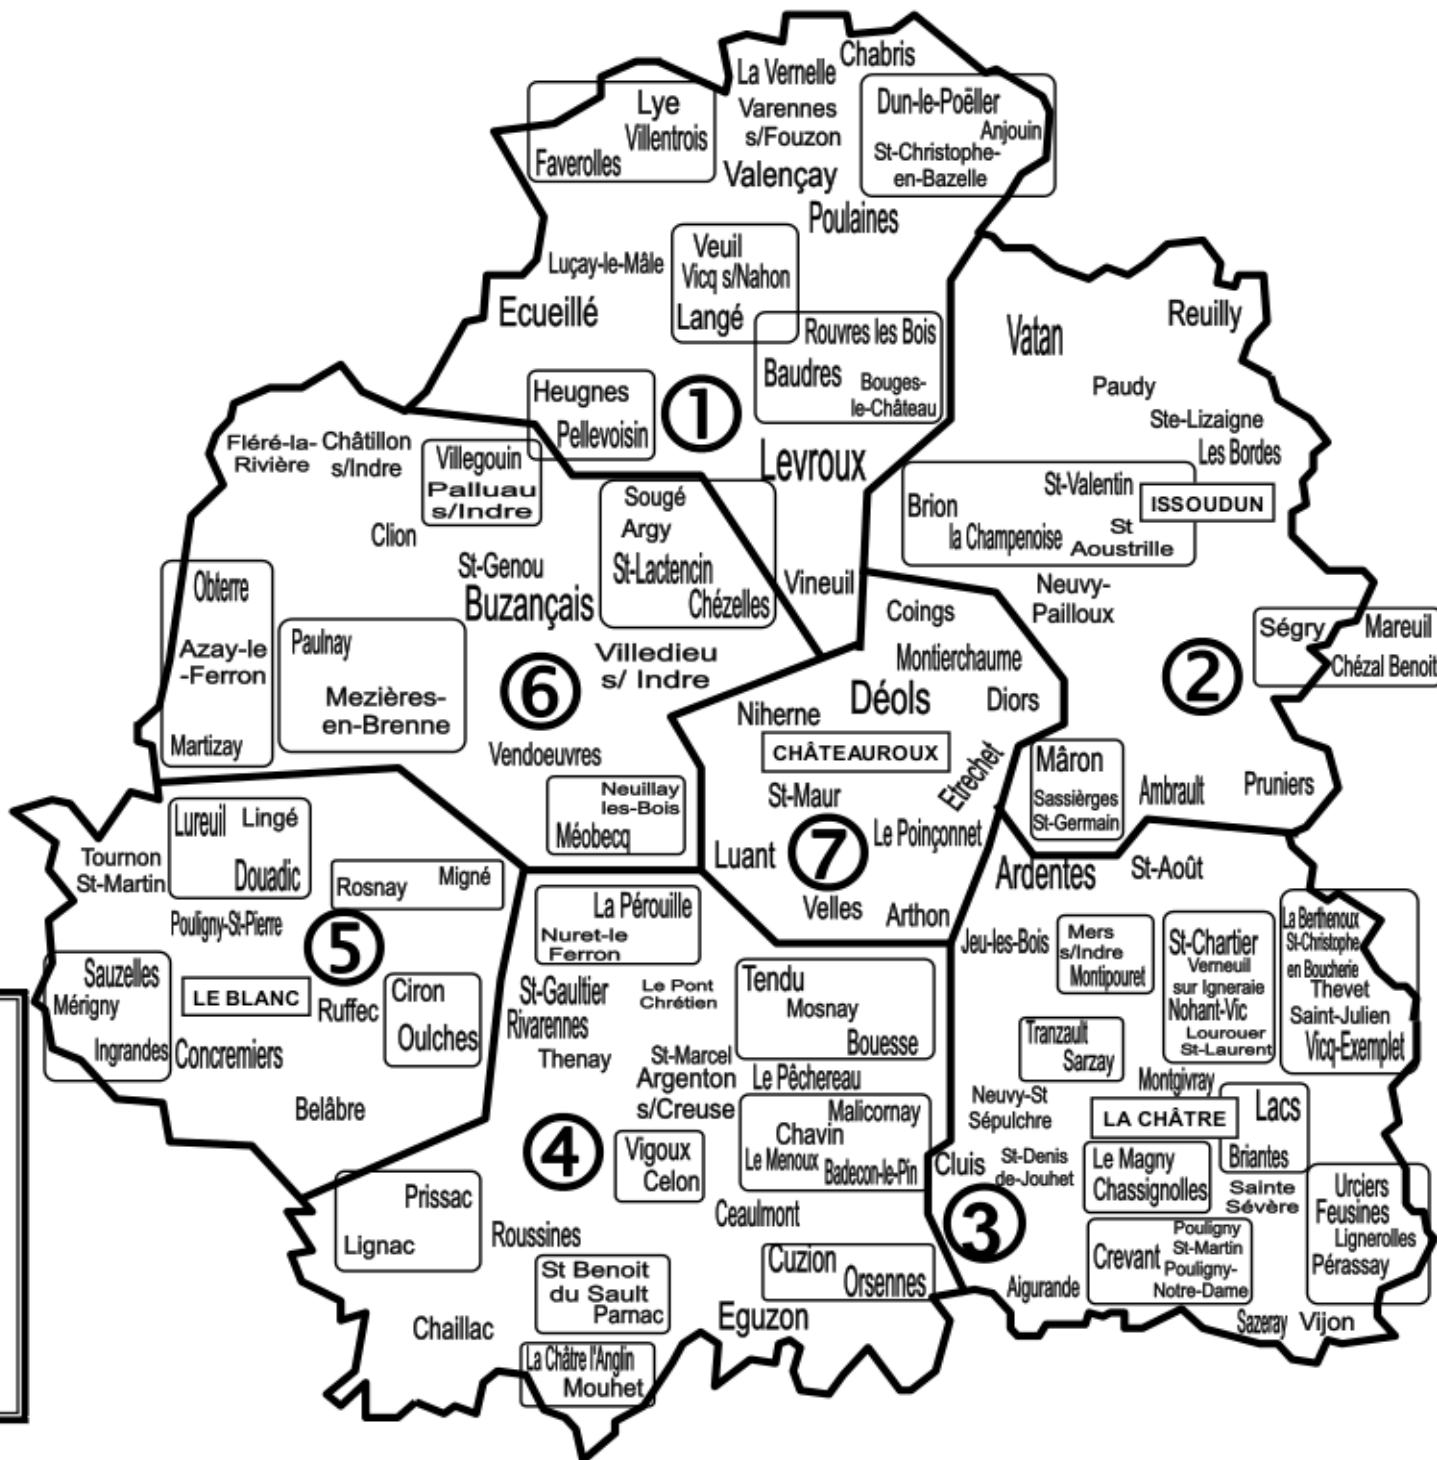 Chabris
La Vernelle
Lye
Villentrois
Faverolles
Varennes
s/Fouzon
Valençay
Dun-le-Poëller
Anjouin
St-Christophe-
en-Bazelle
Poulaines
Luçay-le-Mâle
Ecueillé
Veuil
Vicq s/Nahon
Langé
Rouvres les Bois
Baudres
Bouges-
le-Château
Heugnes
Pellevoisin
1
Levroux
Vineuil
Vatan
Reuilly
Paudy
Ste-Lizaigne
Les Bordes
St-Valentin
Brion
la Champenoise
St
Aoustrille
ISSOUDUN
Neuvy-
Pailloux
2
Ségry
Mareuil
Chézal Benoit
Mâron
Sassièrges
St-Germain
Ambrault
Pruniers
Fléré-la-
Rivière
Châtillon
s/Indre
Villegouin
Palluau
s/Indre
Clion
St-Genou
Buzançais
Sougé
Argy
St-Lactencin
Chézelles
Obterre
Azay-le
-Ferron
Martizay
Paulnay
Mezières-
en-Brenne
6
Villedieu
s/ Indre
Vendoeuvres
Neuillay
les-Bois
Méobecq
Coings
Montierchaume
Déols
Diors
Niherne
CHÂTEAUROUX
Etrechet
St-Maur
Le Poinçonnet
Luant
7
Velles
Arthon
Lureuil
Lingé
Douadic
Tournon
St-Martin
Rosnay
Migné
Pouligny-St-Pierre
5
Sauzelles
Mérigny
Ingrandes
LE BLANC
Ruffec
Ciron
Oulches
Concremiers
Belâbre
La Pérouille
Nuret-le
Ferron
St-Gaultier
Rivarennes
Thenay
Le Pont
Chrétien
Tendu
Mosnay
Bouesse
St-Marcel
Argenton
s/Creuse
Le Pêchereau
Malicornay
Chavin
Le Menoux
Badecon-le-Pin
4
Vigoux
Celon
Ceaulmont
Prissac
Lignac
Roussines
St Benoit
du Sault
Parnac
Cuzion
Orsennes
Eguzon
Chaillac
La Châtre l'Anglin
Mouhet
Ardentes
St-Août
Jeu-les-Bois
Mers
s/Indre
Montipouret
St-Chartier
Verneuil
sur Igneraie
Nohant-Vic
Lourouer
St-Laurent
La Berthenoux
St-Christophe
en Boucherie
Thevet
Saint-Julien
Vicq-Exemplet
Tranzault
Sarzay
Montgivray
Neuvy-St
Sépulchre
LA CHÂTRE
Lacs
Briantes
Cluis
St-Denis
de-Jouhet
Le Magny
Chassignolles
Sainte
Sévère
Urciers
Feusines
Lignerolles
Pérassay
3
Crevant
Pouligny
St-Martin
Pouligny-
Notre-Dame
Aigurande
Sazeray
Vijon